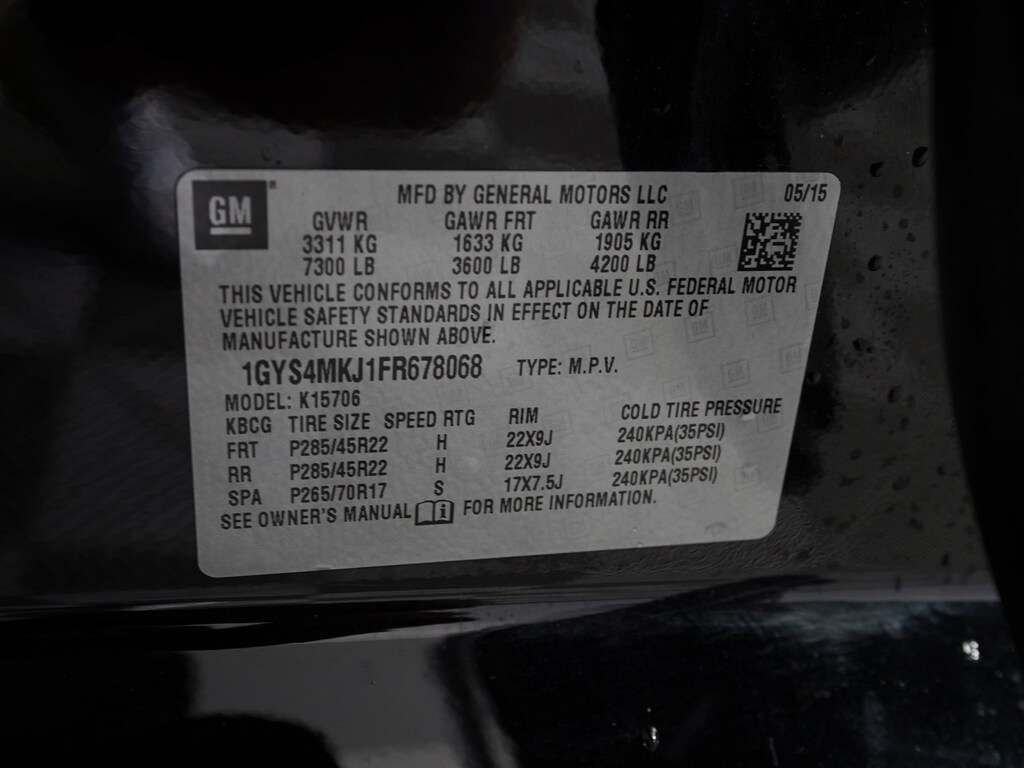 GM ® MFD BY GENERAL MOTORS LLC 05/15
GVWR GAWR FRT GAWR RR
3311 KG 1633 KG 1905 KG
7300 LB 3600 LB 4200 LB
THIS VEHICLE CONFORMS TO ALL APPLICABLE U.S. FEDERAL MOTOR
VEHICLE SAFETY STANDARDS IN EFFECT ON THE DATE OF
MANUFACTURE SHOWN ABOVE.
1GYS4MKJ1FR678068 TYPE: M.P.V.
MODEL: K15706
KBCG TIRE SIZE SPEED RTG RIM COLD TIRE PRESSURE
FRT P285/45R22 H 22X9J 240KPA(35PSI)
RR P285/45R22 H 22X9J 240KPA(35PSI)
SPA P265/70R17 S 17X7.5J 240KPA(35PSI)
SEE OWNER'S MANUAL i FOR MORE INFORMATION.